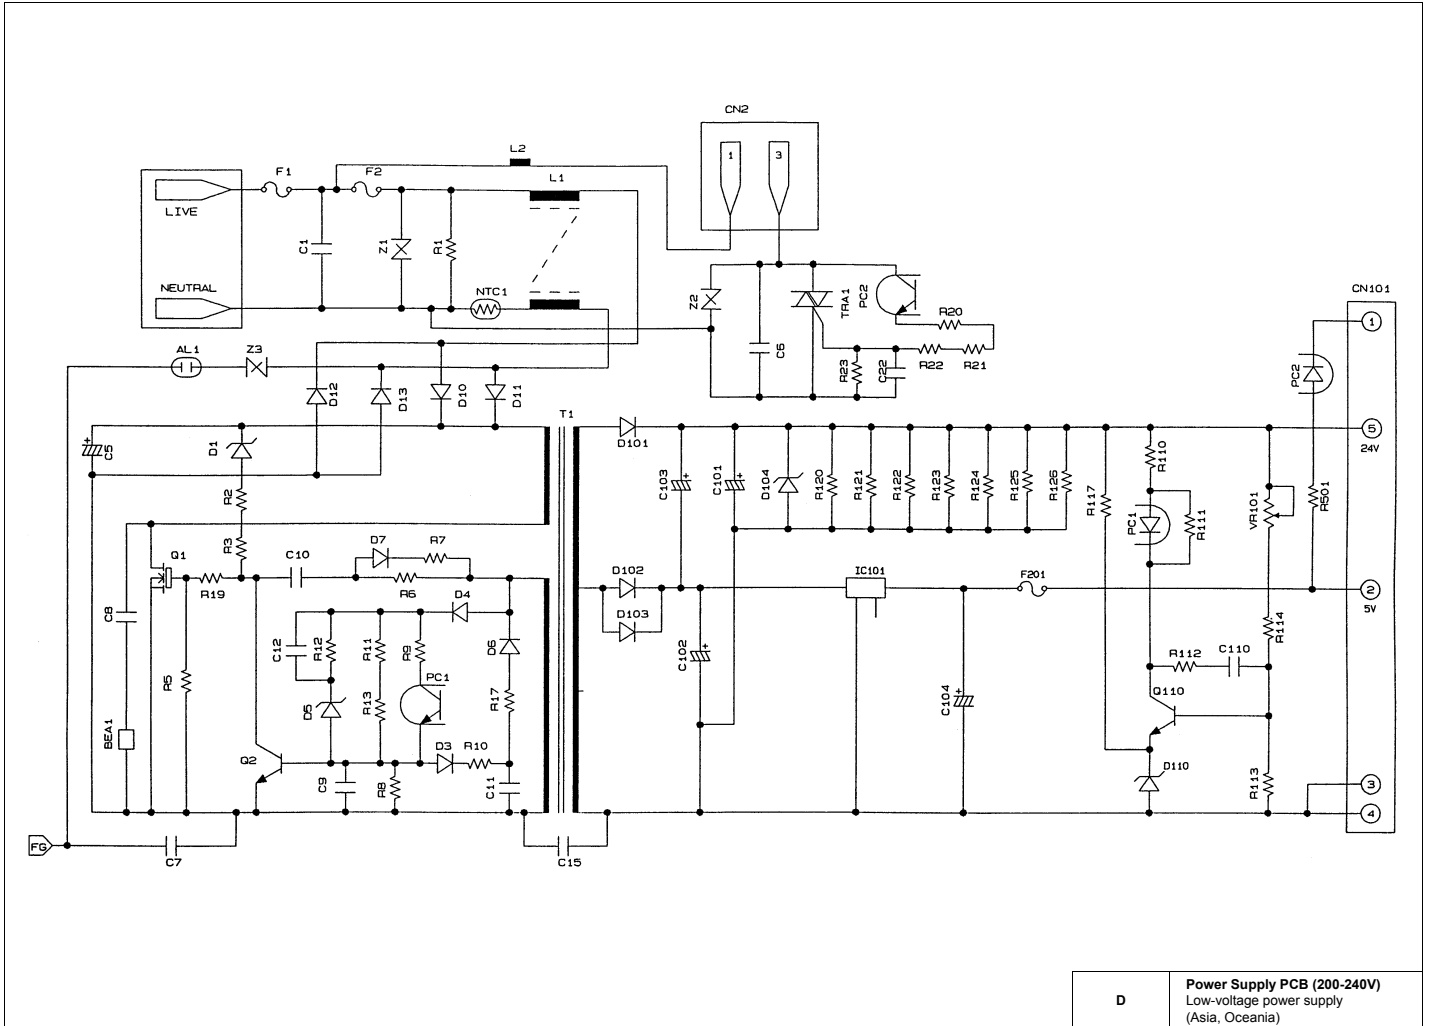 CN2
1
3
L2
F1
F2
L1
LIVE
C1
Z1
R1
NEUTRAL
NTC1
Z2
C6
TRA1
PC2
R20
R23
C22
R22
R21
CN101
1
PC2
AL1
Z3
D12
D13
D10
D11
T1
D101
C5
D1
R2
R3
C103
C101
D104
R120
R121
R122
R123
R124
R125
R126
R117
R110
PC1
R111
VR101
R501
5
24V
Q1
R19
C10
D7
R7
R6
D4
D102
D103
IC101
F201
2
5V
C8
C12
R12
R11
R9
D6
C102
R114
R5
D5
R13
PC1
R17
C104
R112
C110
Q110
BEA1
Q2
C9
R8
D3
R10
C11
D110
R113
3
4
FG
C7
C15
D
Power Supply PCB (200-240V)
Low-voltage power supply
(Asia, Oceania)